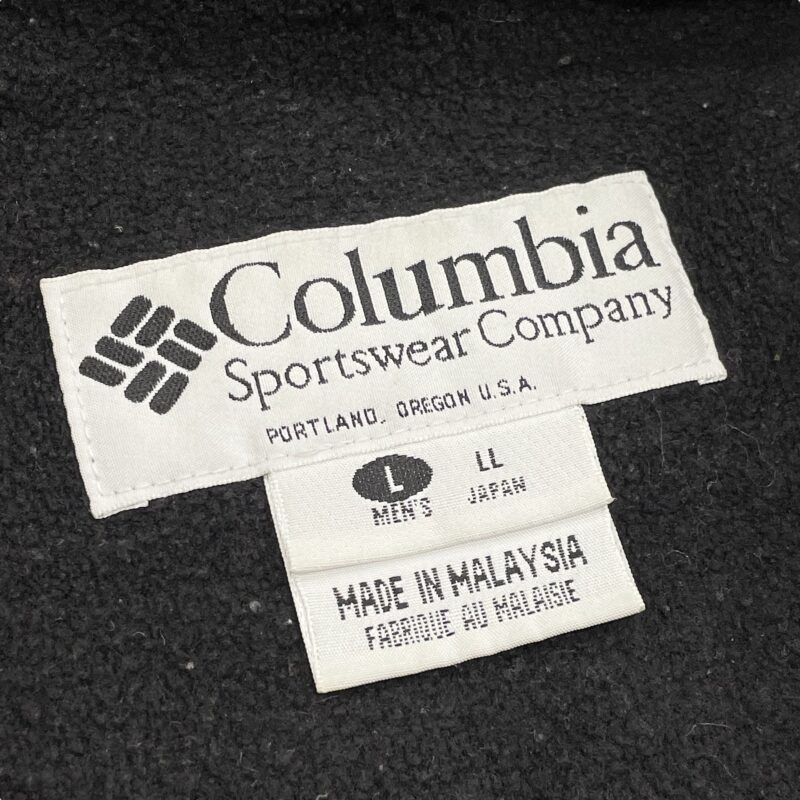 Columbia
Sportswear Company
PORTLAND, OREGON U.S.A.
L LL
MEN'S JAPAN
MADE IN MALAYSIA
FABRIQUE AU MALAISIE